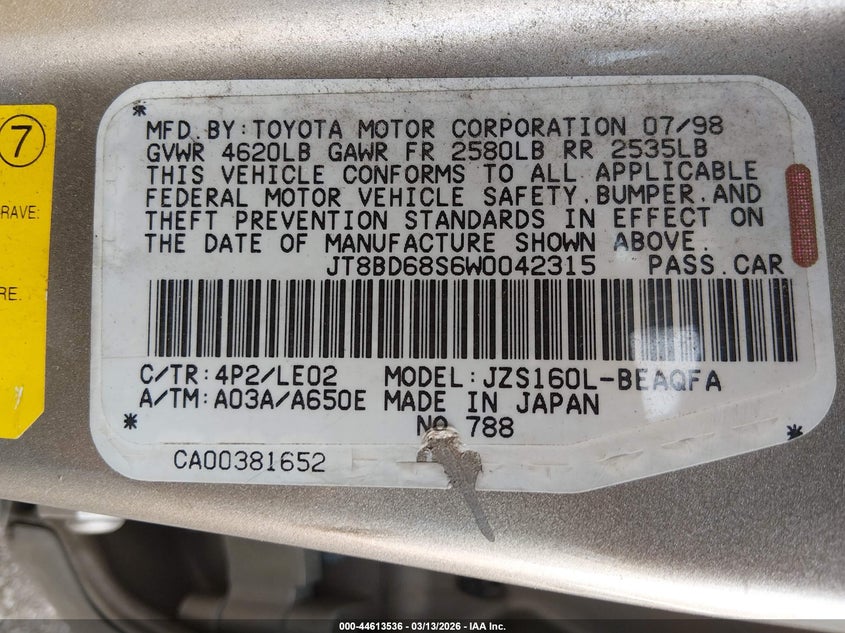 7
RAVE:
RE.
*
MFD.BY:TOYOTA MOTOR CORPORATION 07/98
GVWR 4620LB GAWR FR 2580LB RR 2535LB
THIS VEHICLE CONFORMS TO ALL APPLICABLE
FEDERAL MOTOR VEHICLE SAFETY,BUMPER,AND
THEFT PREVENTION STANDARDS IN EFFECT ON
THE DATE OF MANUFACTURE SHOWN ABOVE.
JT8BD68S6W0042315 PASS.CAR
C/TR:4P2/LE02 MODEL:JZS160L-BEAQFA
A/TM:A03A/A650E MADE IN JAPAN
* NO 788 *
CA00381652
000-44613536 - 03/13/2026 - IAA Inc.